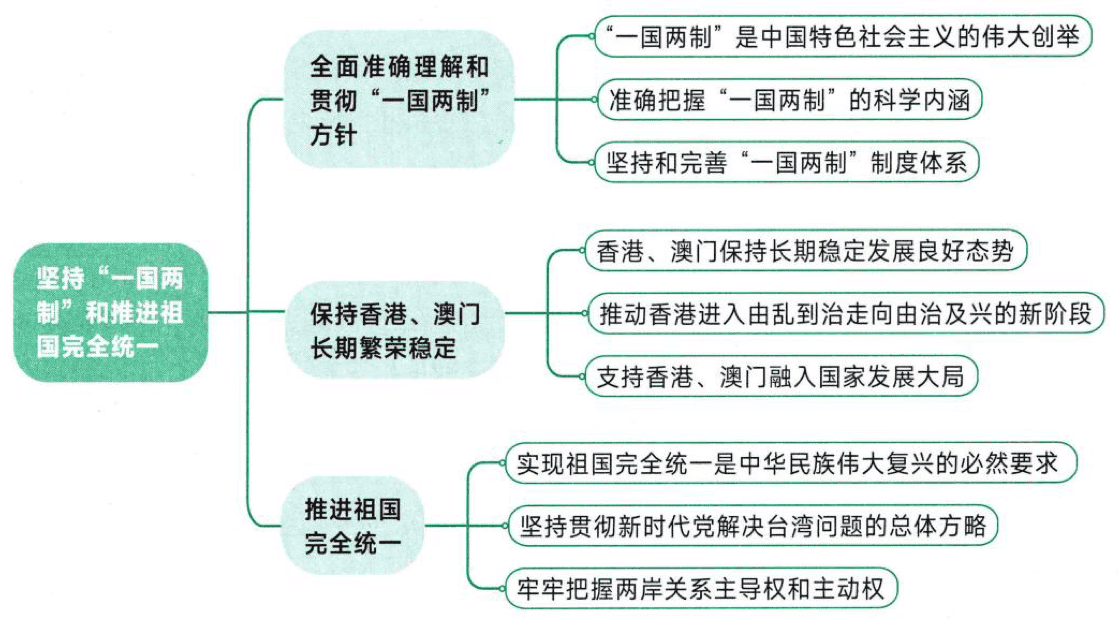 坚持“一国两
制”和推进祖
国完全统一
全面准确理解和
贯彻“一国两制”
方针
“一国两制”是中国特色社会主义的伟大创举
准确把握“一国两制”的科学内涵
坚持和完善“一国两制”制度体系
保持香港、澳门
长期繁荣稳定
香港、澳门保持长期稳定发展良好态势
推动香港进入由乱到治走向由治及兴的新阶段
支持香港、澳门融入国家发展大局
推进祖国
完全统一
实现祖国完全统一是中华民族伟大复兴的必然要求
坚持贯彻新时代党解决台湾问题的总体方略
牢牢把握两岸关系主导权和主动权